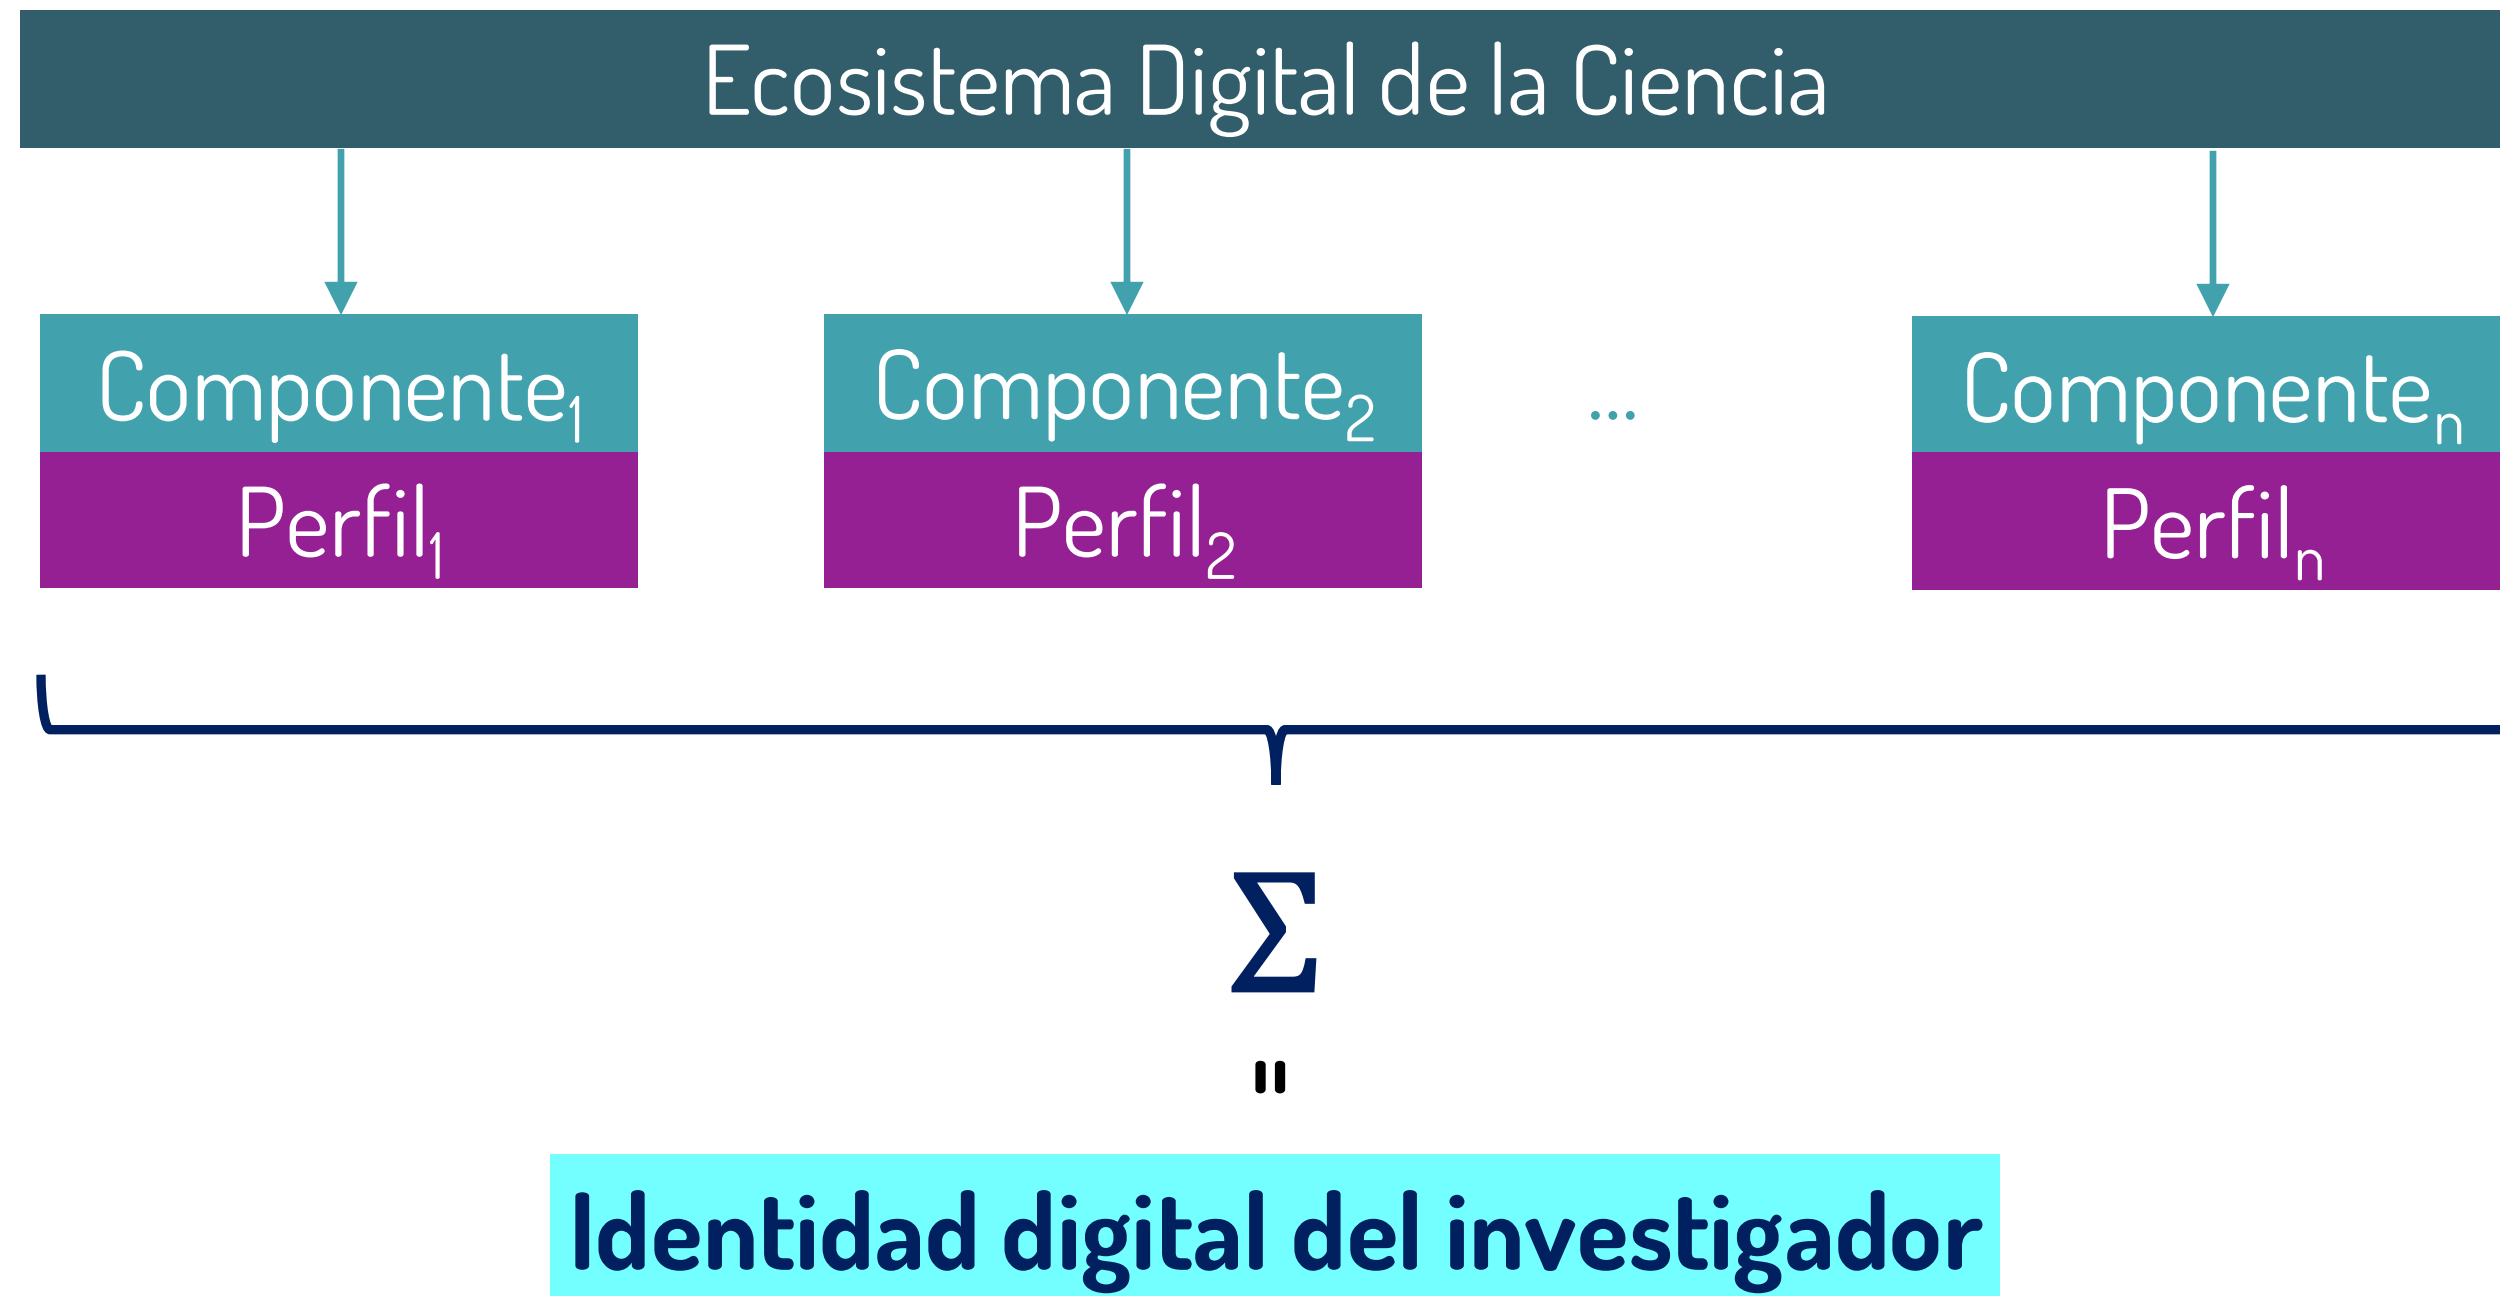 Ecosistema Digital de la Ciencia
Componente₁
Componente₂
...
Componenteₙ
Perfil₁
Perfil₂
Perfilₙ
Σ
=
Identidad digital del investigador